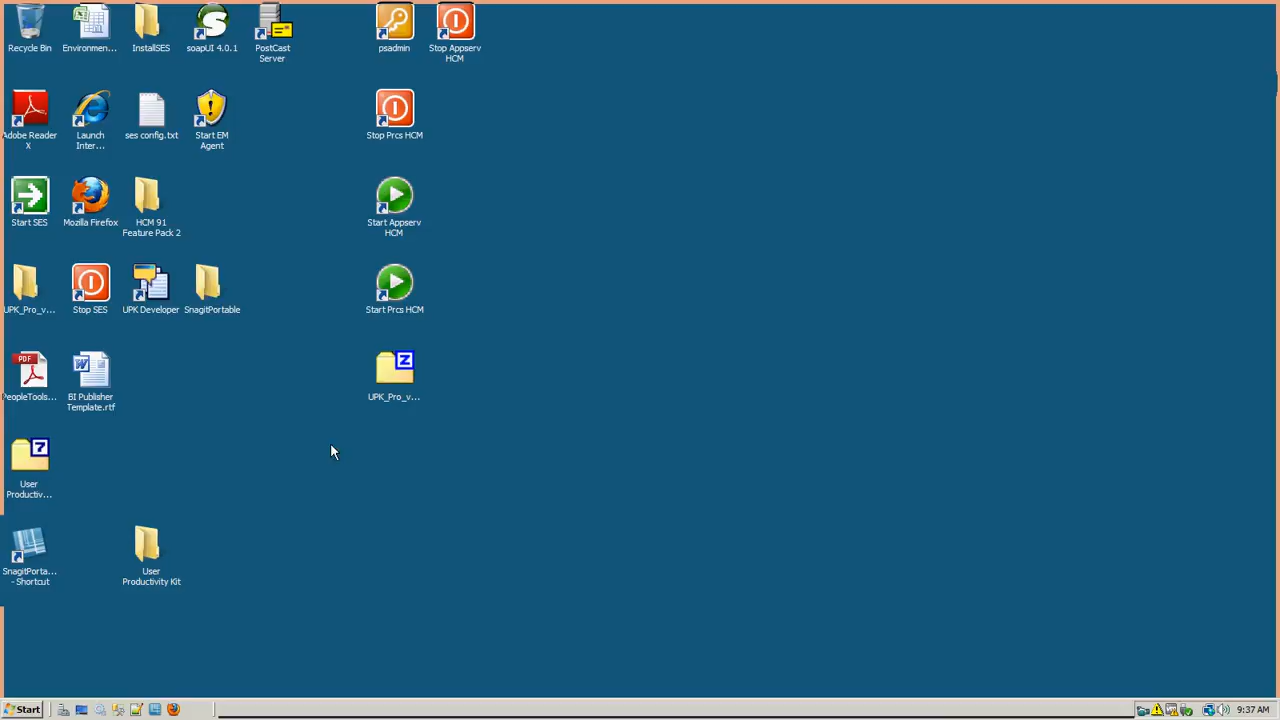 Recycle Bin
Environmen...
InstallSES
soapUI 4.0.1
PostCast
Server
psadmin
Stop Appserv
HCM
Adobe Reader
X
Launch
Inter...
ses config.txt
Start EM
Agent
Stop Prcs HCM
Start SES
Mozilla Firefox
HCM 91
Feature Pack 2
Start Appserv
HCM
UPK_Pro_v...
Stop SES
UPK Developer
SnagitPortable
Start Prcs HCM
PDF
PeopleTools...
BI Publisher
Template.rtf
Z
UPK_Pro_v...
7
User
Productiv...
SnagitPorta...
- Shortcut
User
Productivity Kit
Start
9:37 AM